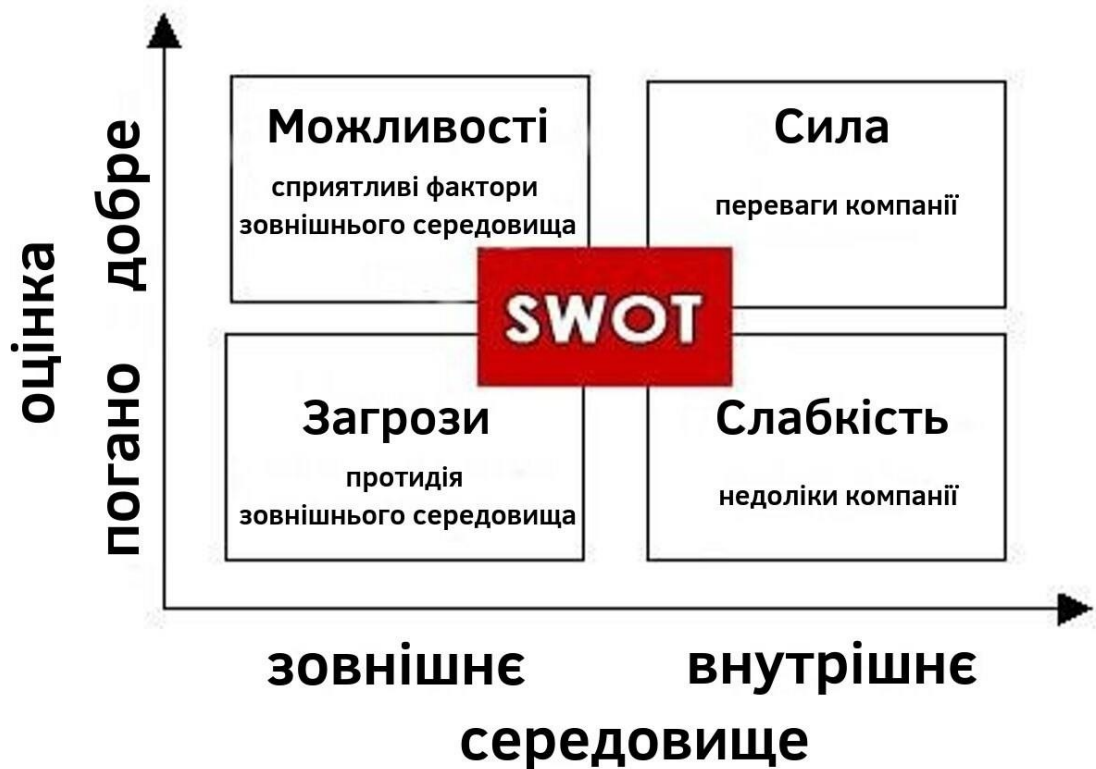 Можливості
сприятливі фактори
зовнішнього середовища
Сила
переваги компанії
SWOT
Загрози
протидія
зовнішнього середовища
Слабкість
недоліки компанії
оцінка
погано добре
зовнішнє внутрішнє
середовище